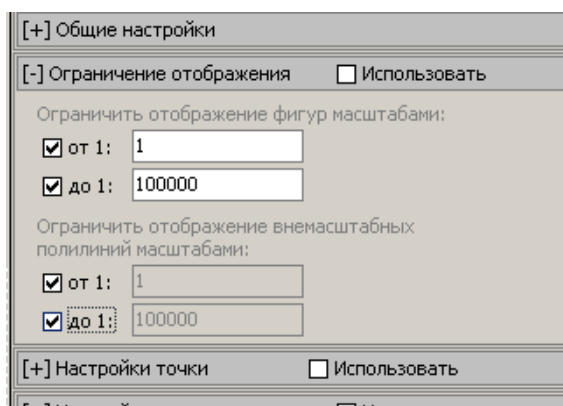 [+] Общие настройки
[-] Ограничение отображения Использовать
Ограничить отображение фигур масштабами:
от 1: 1
до 1: 100000
Ограничить отображение внемасштабных
полилиний масштабами:
от 1: 1
до 1: 100000
[+] Настройки точки Использовать